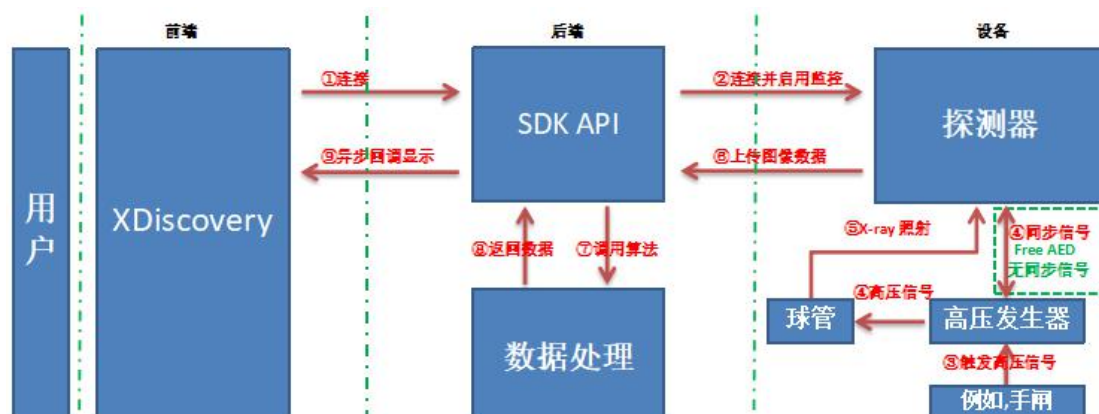 前端
后端
设备
用
户
XDiscovery
①连接
⑨异步回调显示
SDK API
②连接并启用监控
⑥上传图像数据
探测器
⑧返回数据
⑦调用算法
数据处理
⑤X-ray 照射
④同步信号
Free AED
无同步信号
④高压信号
球管
高压发生器
③触发高压信号
例如,手闸